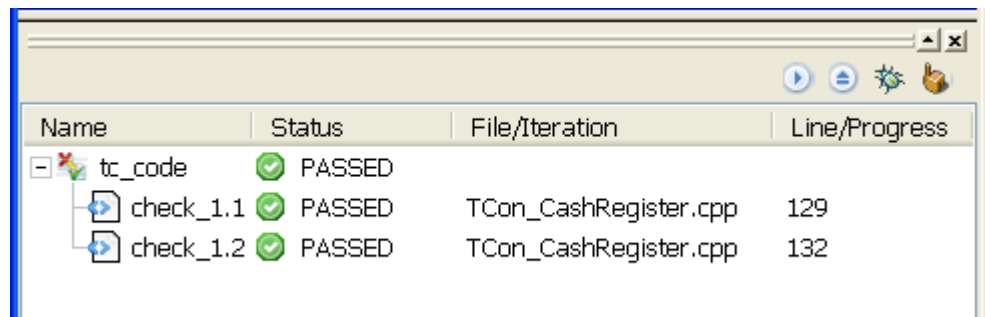 Name Status File/Iteration Line/Progress
tc_code PASSED
check_1.1 PASSED TCon_CashRegister.cpp 129
check_1.2 PASSED TCon_CashRegister.cpp 132